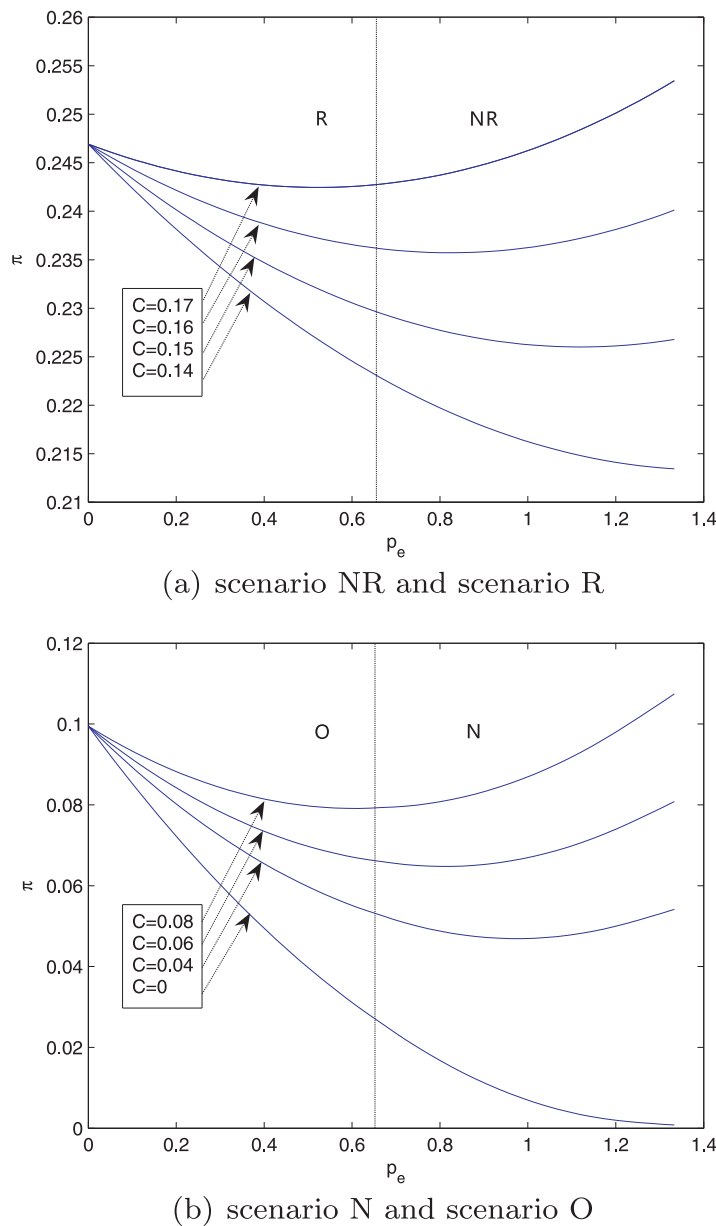 0.26
0.255
0.25
0.245
0.24
0.235
0.23
0.225
0.22
0.215
0.21
π
R
NR
C=0.17
C=0.16
C=0.15
C=0.14
0 0.2 0.4 0.6 0.8 1 1.2 1.4
p_e
(a) scenario NR and scenario R
0.12
0.1
0.08
0.06
0.04
0.02
0
π
O
N
C=0.08
C=0.06
C=0.04
C=0
0 0.2 0.4 0.6 0.8 1 1.2 1.4
p_e
(b) scenario N and scenario O